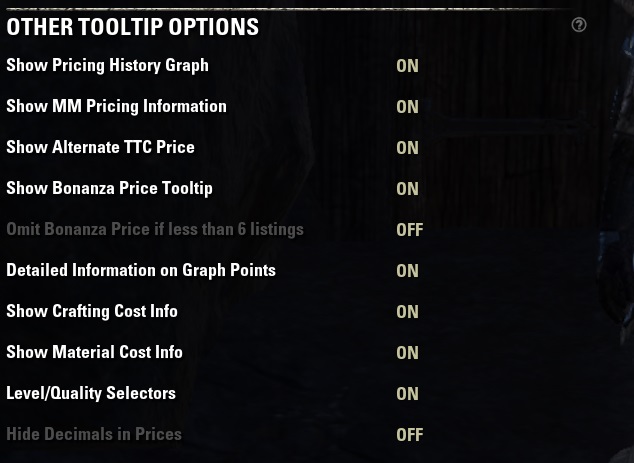 OTHER TOOLTIP OPTIONS ?
Show Pricing History Graph ON
Show MM Pricing Information ON
Show Alternate TTC Price ON
Show Bonanza Price Tooltip ON
Omit Bonanza Price if less than 6 listings OFF
Detailed Information on Graph Points ON
Show Crafting Cost Info ON
Show Material Cost Info ON
Level/Quality Selectors ON
Hide Decimals in Prices OFF